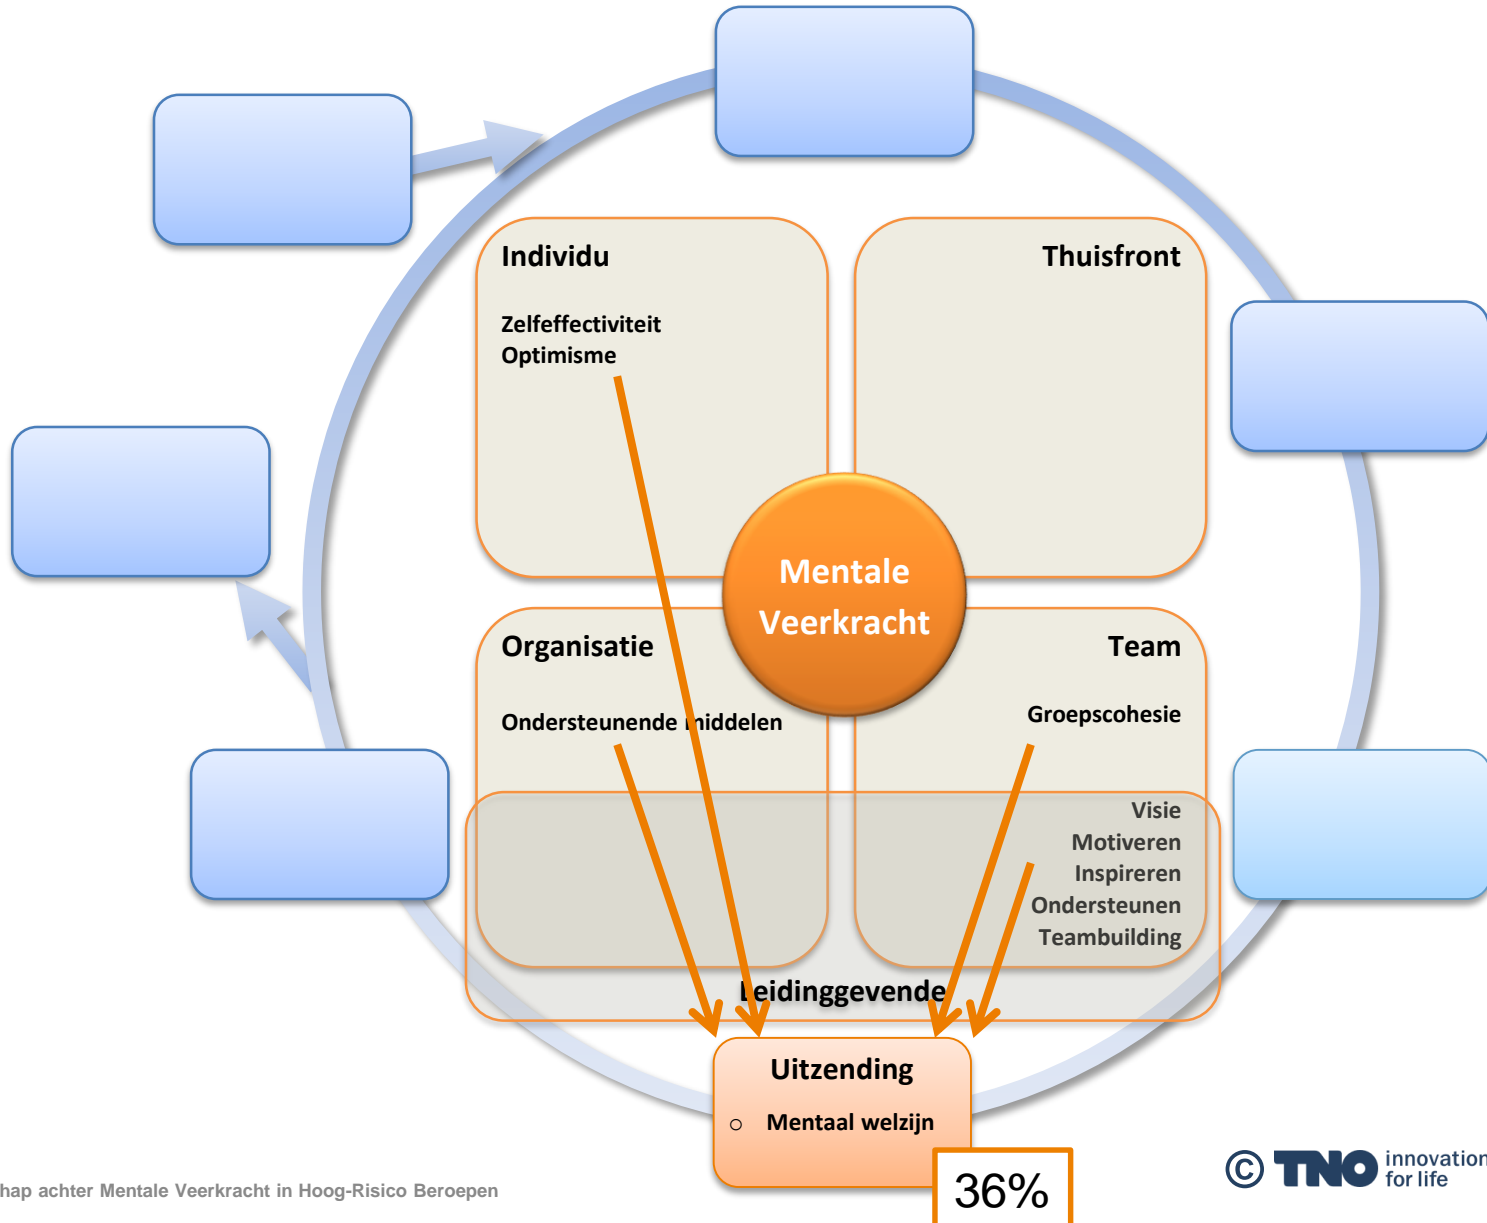 Individu
Zelfeffectiviteit
Optimisme
Thuisfront
Mentale
Veerkracht
Organisatie
Ondersteunende middelen
Team
Groepscohesie
Visie
Motiveren
Inspireren
Ondersteunen
Teambuilding
Leidinggevende
Uitzending
o Mentaal welzijn
36%
hap achter Mentale Veerkracht in Hoog-Risico Beroepen
© TNO innovation
for life